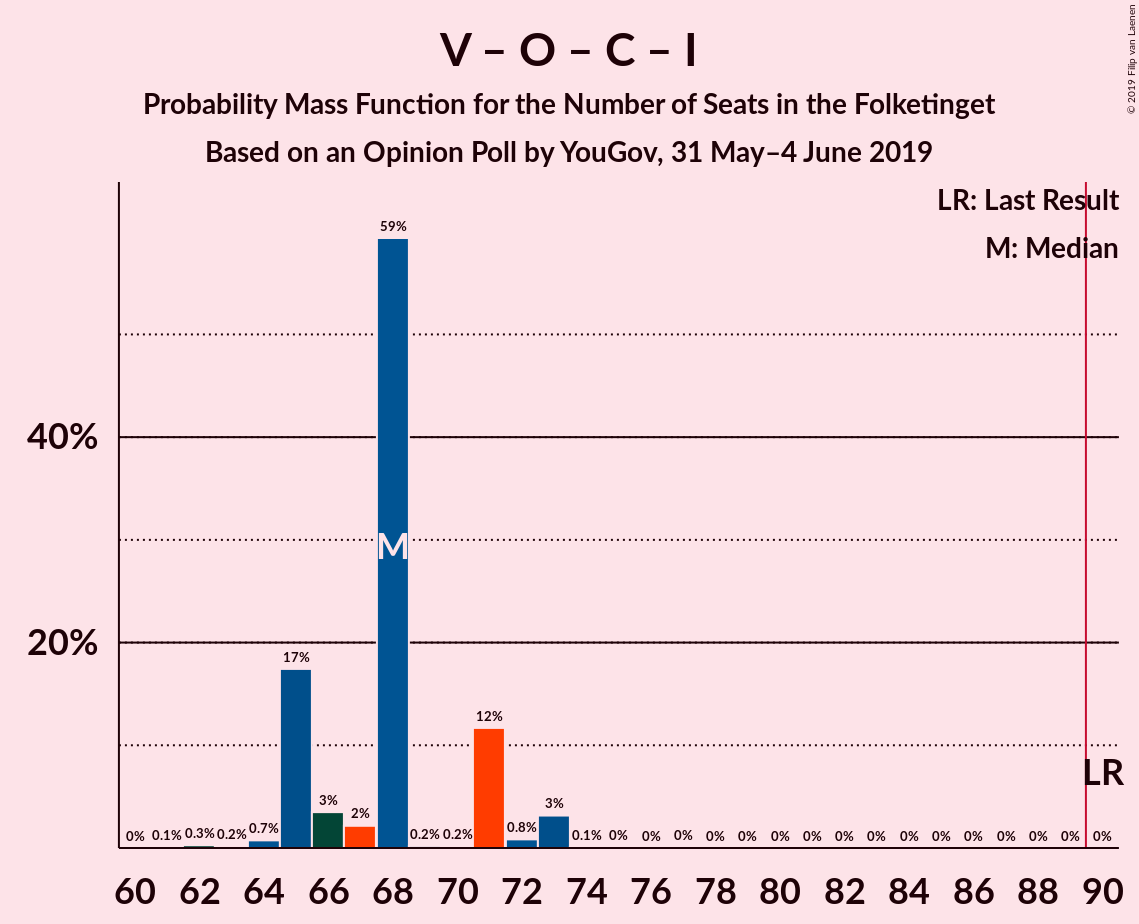 V – O – C – I
Probability Mass Function for the Number of Seats in the Folketinget
Based on an Opinion Poll by YouGov, 31 May–4 June 2019
© 2019 Filip van Laenen
LR: Last Result
M: Median
59%
40%
M
20%
17%
12%
LR
0% 0.1% 0.3% 0.2% 0.7% 3% 2% 0.2% 0.2% 0.8% 3% 0.1% 0% 0% 0% 0% 0% 0% 0% 0% 0% 0% 0% 0% 0% 0% 0% 0%
60 62 64 66 68 70 72 74 76 78 80 82 84 86 88 90